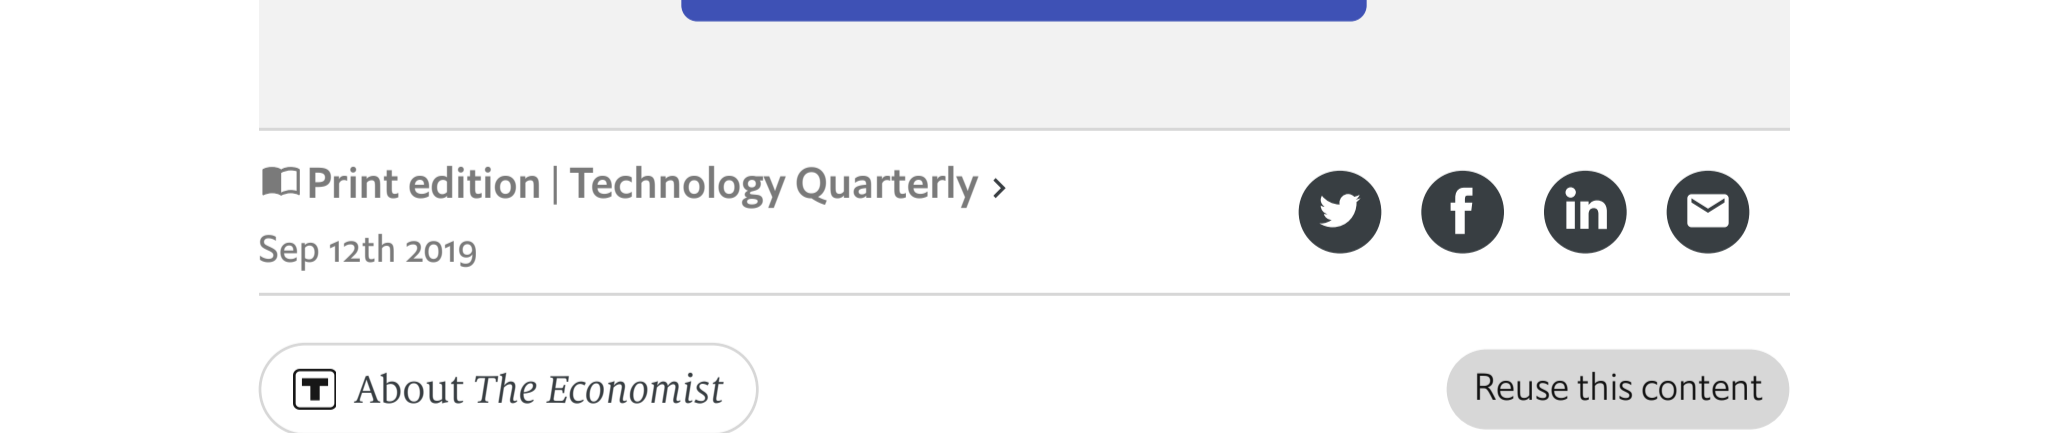 Print edition | Technology Quarterly ›
Sep 12th 2019
About The Economist
Reuse this content